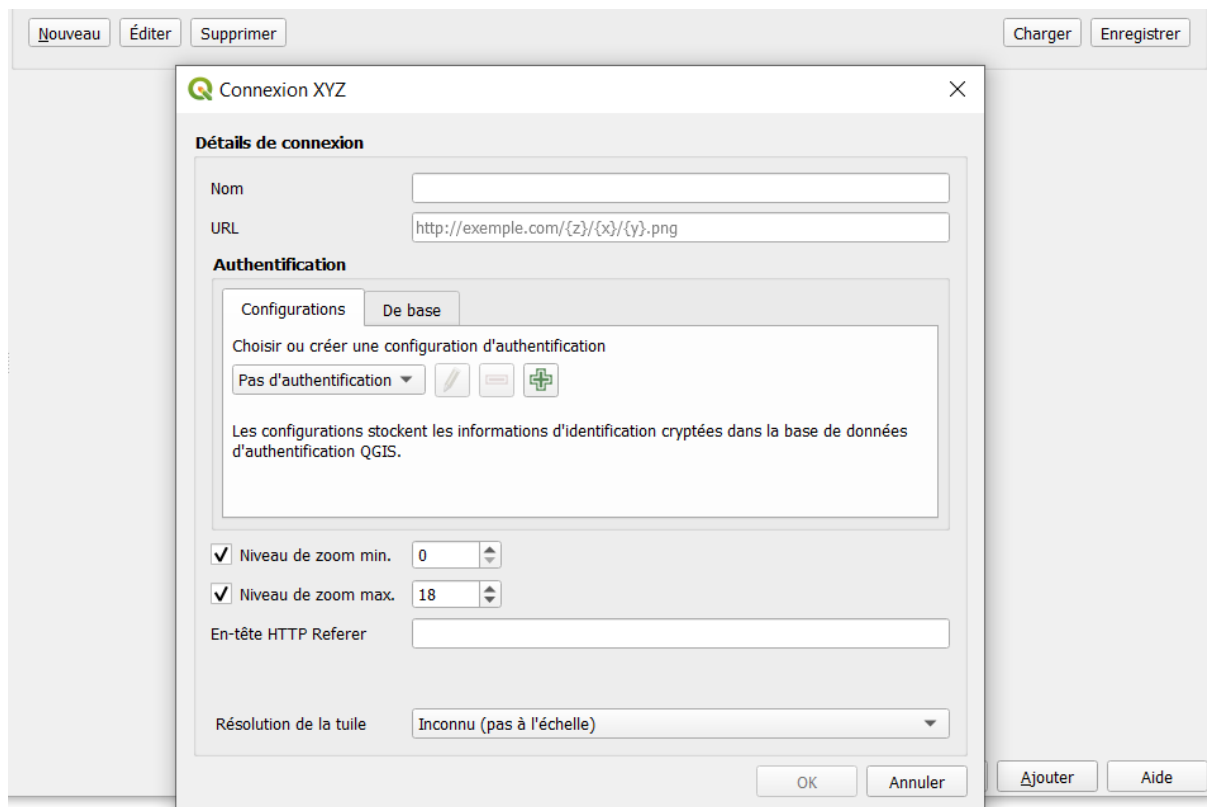 Nouveau Éditer Supprimer Charger Enregistrer
Connexion XYZ
Détails de connexion
Nom
URL http://exemple.com/{z}/{x}/{y}.png
Authentification
Configurations De base
Choisir ou créer une configuration d'authentification
Pas d'authentification
Les configurations stockent les informations d'identification cryptées dans la base de données
d'authentification QGIS.
Niveau de zoom min. 0
Niveau de zoom max. 18
En-tête HTTP Referer
Résolution de la tuile Inconnu (pas à l'échelle)
OK Annuler Ajouter Aide